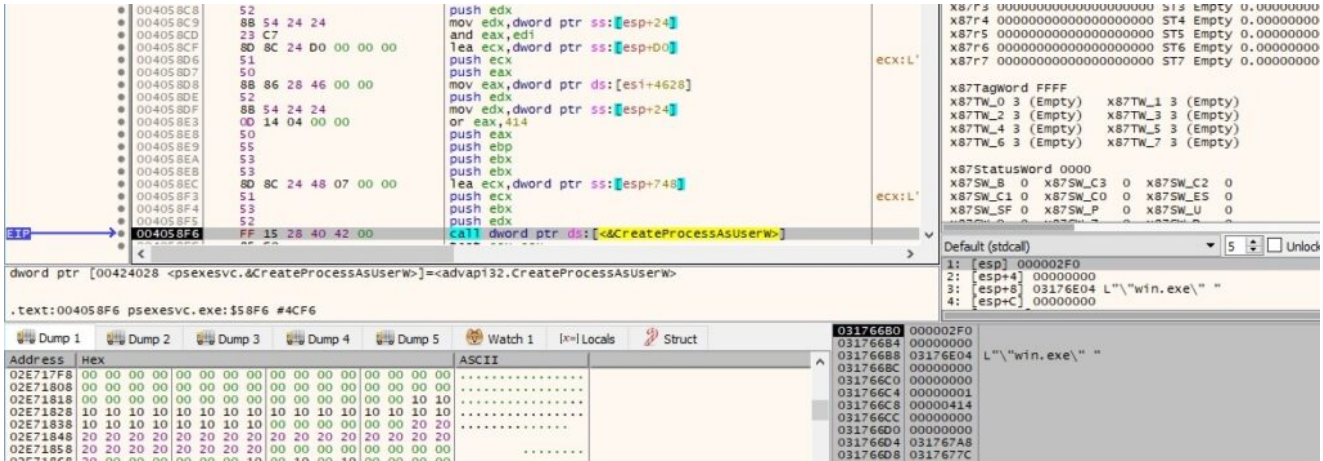 004058C8 52 push edx
004058C9 8B 54 24 24 mov edx,dword ptr ss:[esp+24]
004058CD 23 C7 and eax,edi
004058CF 8D 8C 24 D0 00 00 00 lea ecx,dword ptr ss:[esp+D0]
004058D6 51 push ecx ecx:L'
004058D7 50 push eax
004058D8 8B 86 28 46 00 00 mov eax,dword ptr ds:[esi+4628]
004058DE 52 push edx
004058DF 8B 54 24 24 mov edx,dword ptr ss:[esp+24]
004058E3 0D 14 04 00 00 or eax,414
004058E8 50 push eax
004058E9 55 push ebp
004058EA 53 push ebx
004058EB 53 push ebx
004058EC 8D 8C 24 48 07 00 00 lea ecx,dword ptr ss:[esp+748]
004058F3 51 push ecx ecx:L'
004058F4 53 push ebx
004058F5 52 push edx
EIP 004058F6 FF 15 28 40 42 00 call dword ptr ds:[<&CreateProcessAsUserW>]
x87r3 00000000000000000000 ST3 Empty 0.00000000
x87r4 00000000000000000000 ST4 Empty 0.00000000
x87r5 00000000000000000000 ST5 Empty 0.00000000
x87r6 00000000000000000000 ST6 Empty 0.00000000
x87r7 00000000000000000000 ST7 Empty 0.00000000
x87TagWord FFFF
x87TW_0 3 (Empty) x87TW_1 3 (Empty)
x87TW_2 3 (Empty) x87TW_3 3 (Empty)
x87TW_4 3 (Empty) x87TW_5 3 (Empty)
x87TW_6 3 (Empty) x87TW_7 3 (Empty)
x87StatusWord 0000
x87SW_B 0 x87SW_C3 0 x87SW_C2 0
x87SW_C1 0 x87SW_C0 0 x87SW_ES 0
x87SW_SF 0 x87SW_P 0 x87SW_U 0
Default (stdcall) 5 Unlock
1: [esp] 000002F0
2: [esp+4] 00000000
3: [esp+8] 03176E04 L"\"win.exe\" "
4: [esp+C] 00000000
dword ptr [00424028 <psexesvc.&CreateProcessAsUserW>]=<advapi32.CreateProcessAsUserW>
.text:004058F6 psexesvc.exe:$58F6 #4CF6
Dump 1 Dump 2 Dump 3 Dump 4 Dump 5 Watch 1 [x=] Locals Struct
Address Hex ASCII
02E717F8 00 00 00 00 00 00 00 00 00 00 00 00 00 00 00 00 ................
02E71808 00 00 00 00 00 00 00 00 00 00 00 00 00 00 00 00 ................
02E71818 00 00 00 00 00 00 00 00 00 00 00 00 00 00 10 10 ................
02E71828 10 10 10 10 10 10 10 10 10 10 10 10 10 10 10 10 ................
02E71838 10 10 10 10 10 10 10 10 00 00 00 00 00 00 20 20 ..............
02E71848 20 20 20 20 20 20 20 20 20 20 20 20 20 20 20 20
02E71858 20 20 20 20 20 20 20 20 00 00 00 00 00 00 00 00 ........
031766B0 000002F0
031766B4 00000000
031766B8 03176E04 L"\"win.exe\" "
031766BC 00000000
031766C0 00000000
031766C4 00000001
031766C8 00000414
031766CC 00000000
031766D0 00000000
031766D4 031767A8
031766D8 0317677C